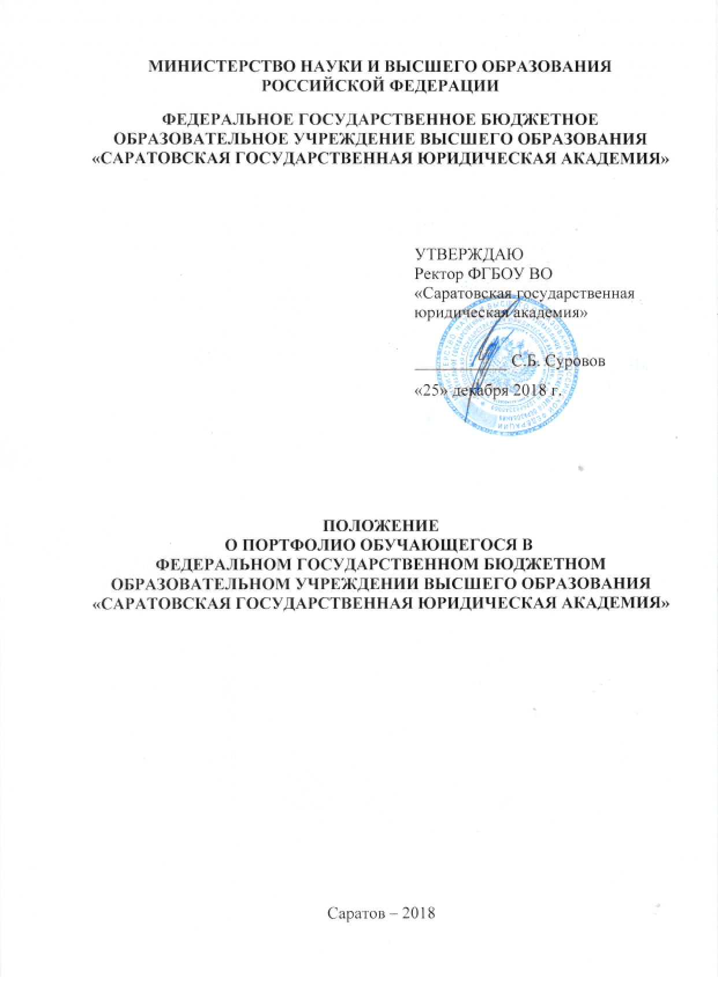 МИНИСТЕРСТВО НАУКИ И ВЫСШЕГО ОБРАЗОВАНИЯ
РОССИЙСКОЙ ФЕДЕРАЦИИ
ФЕДЕРАЛЬНОЕ ГОСУДАРСТВЕННОЕ БЮДЖЕТНОЕ
ОБРАЗОВАТЕЛЬНОЕ УЧРЕЖДЕНИЕ ВЫСШЕГО ОБРАЗОВАНИЯ
«САРАТОВСКАЯ ГОСУДАРСТВЕННАЯ ЮРИДИЧЕСКАЯ АКАДЕМИЯ»
УТВЕРЖДАЮ
Ректор ФГБОУ ВО
«Саратовская государственная
юридическая академия»
___________ С.Б. Суровов
«25» декабря 2018 г.
ПОЛОЖЕНИЕ
О ПОРТФОЛИО ОБУЧАЮЩЕГОСЯ В
ФЕДЕРАЛЬНОМ ГОСУДАРСТВЕННОМ БЮДЖЕТНОМ
ОБРАЗОВАТЕЛЬНОМ УЧРЕЖДЕНИИ ВЫСШЕГО ОБРАЗОВАНИЯ
«САРАТОВСКАЯ ГОСУДАРСТВЕННАЯ ЮРИДИЧЕСКАЯ АКАДЕМИЯ»
Саратов – 2018